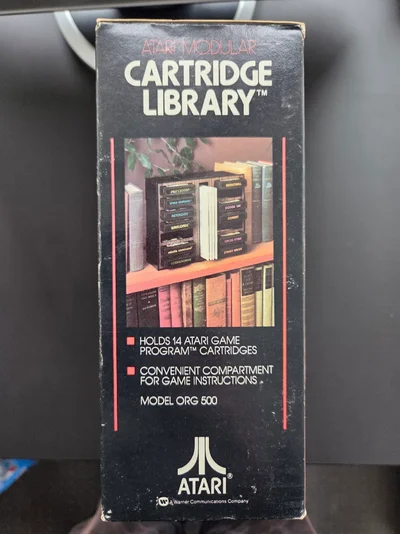 ATARI MODULAR
CARTRIDGE
LIBRARY™
HOLDS 14 ATARI GAME
PROGRAM™ CARTRIDGES
CONVENIENT COMPARTMENT
FOR GAME INSTRUCTIONS
MODEL ORG 500
ATARI®
A Warner Communications Company